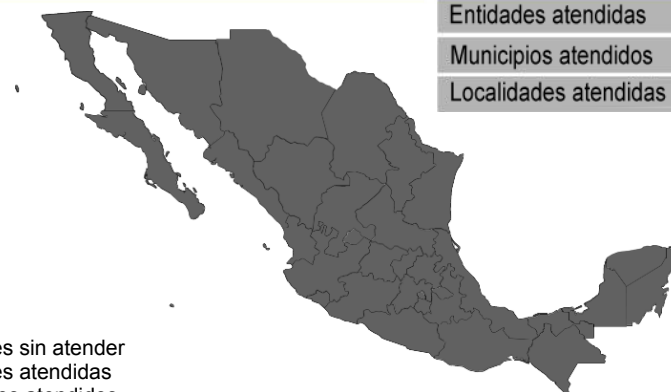 Entidades atendidas
Municipios atendidos
Localidades atendidas
es sin atender
es atendidas